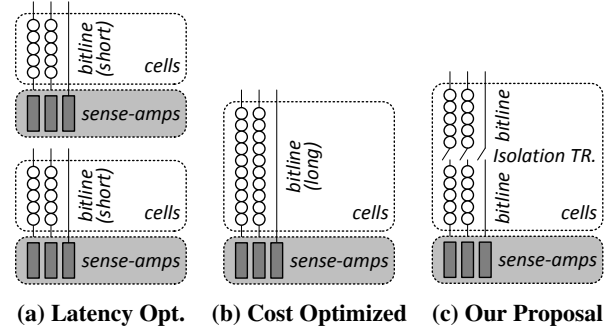 bitline
(short)
cells
sense-amps
bitline
(short)
cells
sense-amps
(a) Latency Opt.
bitline
(long)
cells
sense-amps
(b) Cost Optimized
bitline
Isolation TR.
bitline
cells
sense-amps
(c) Our Proposal